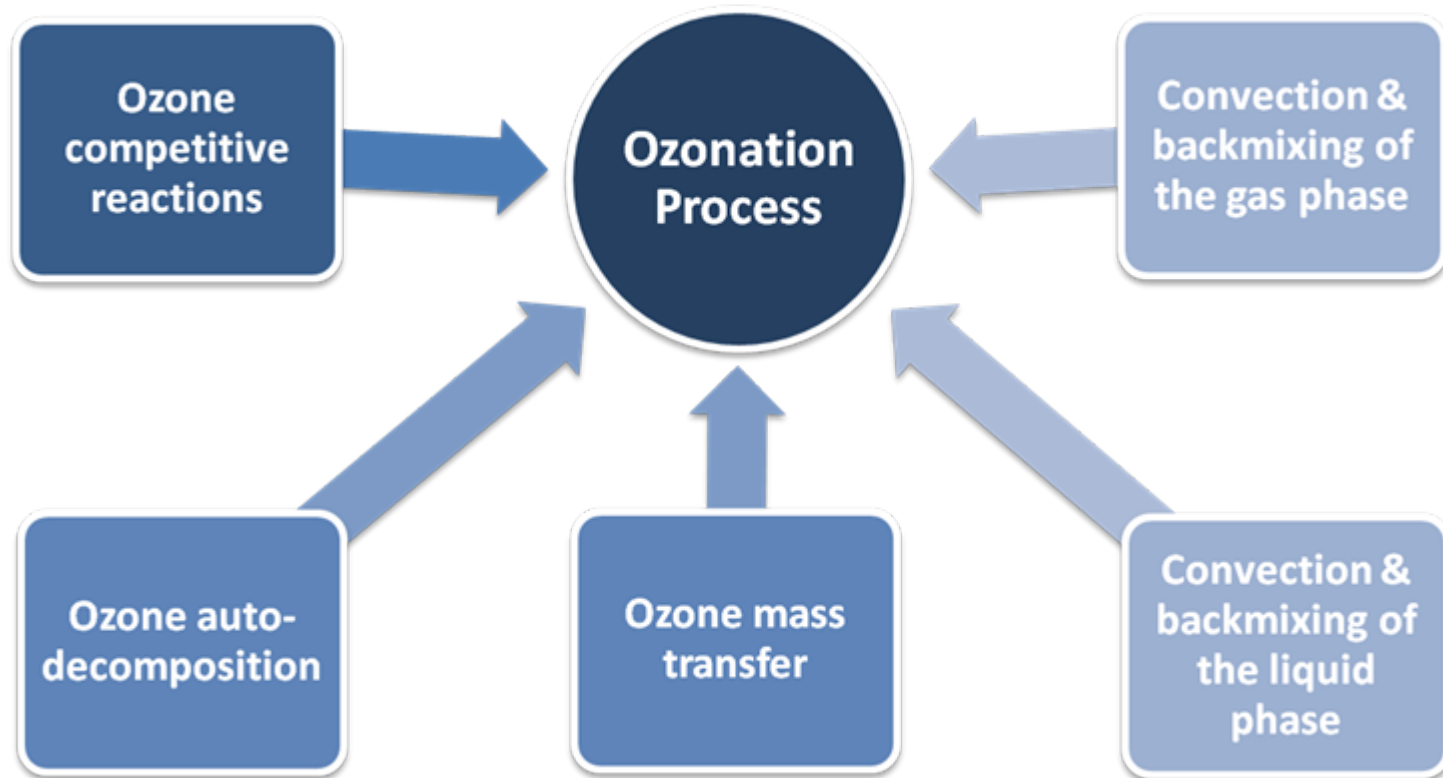 Ozone
competitive
reactions
Ozonation
Process
Convection &
backmixing of
the gas phase
Ozone auto-
decomposition
Ozone mass
transfer
Convection &
backmixing of
the liquid
phase